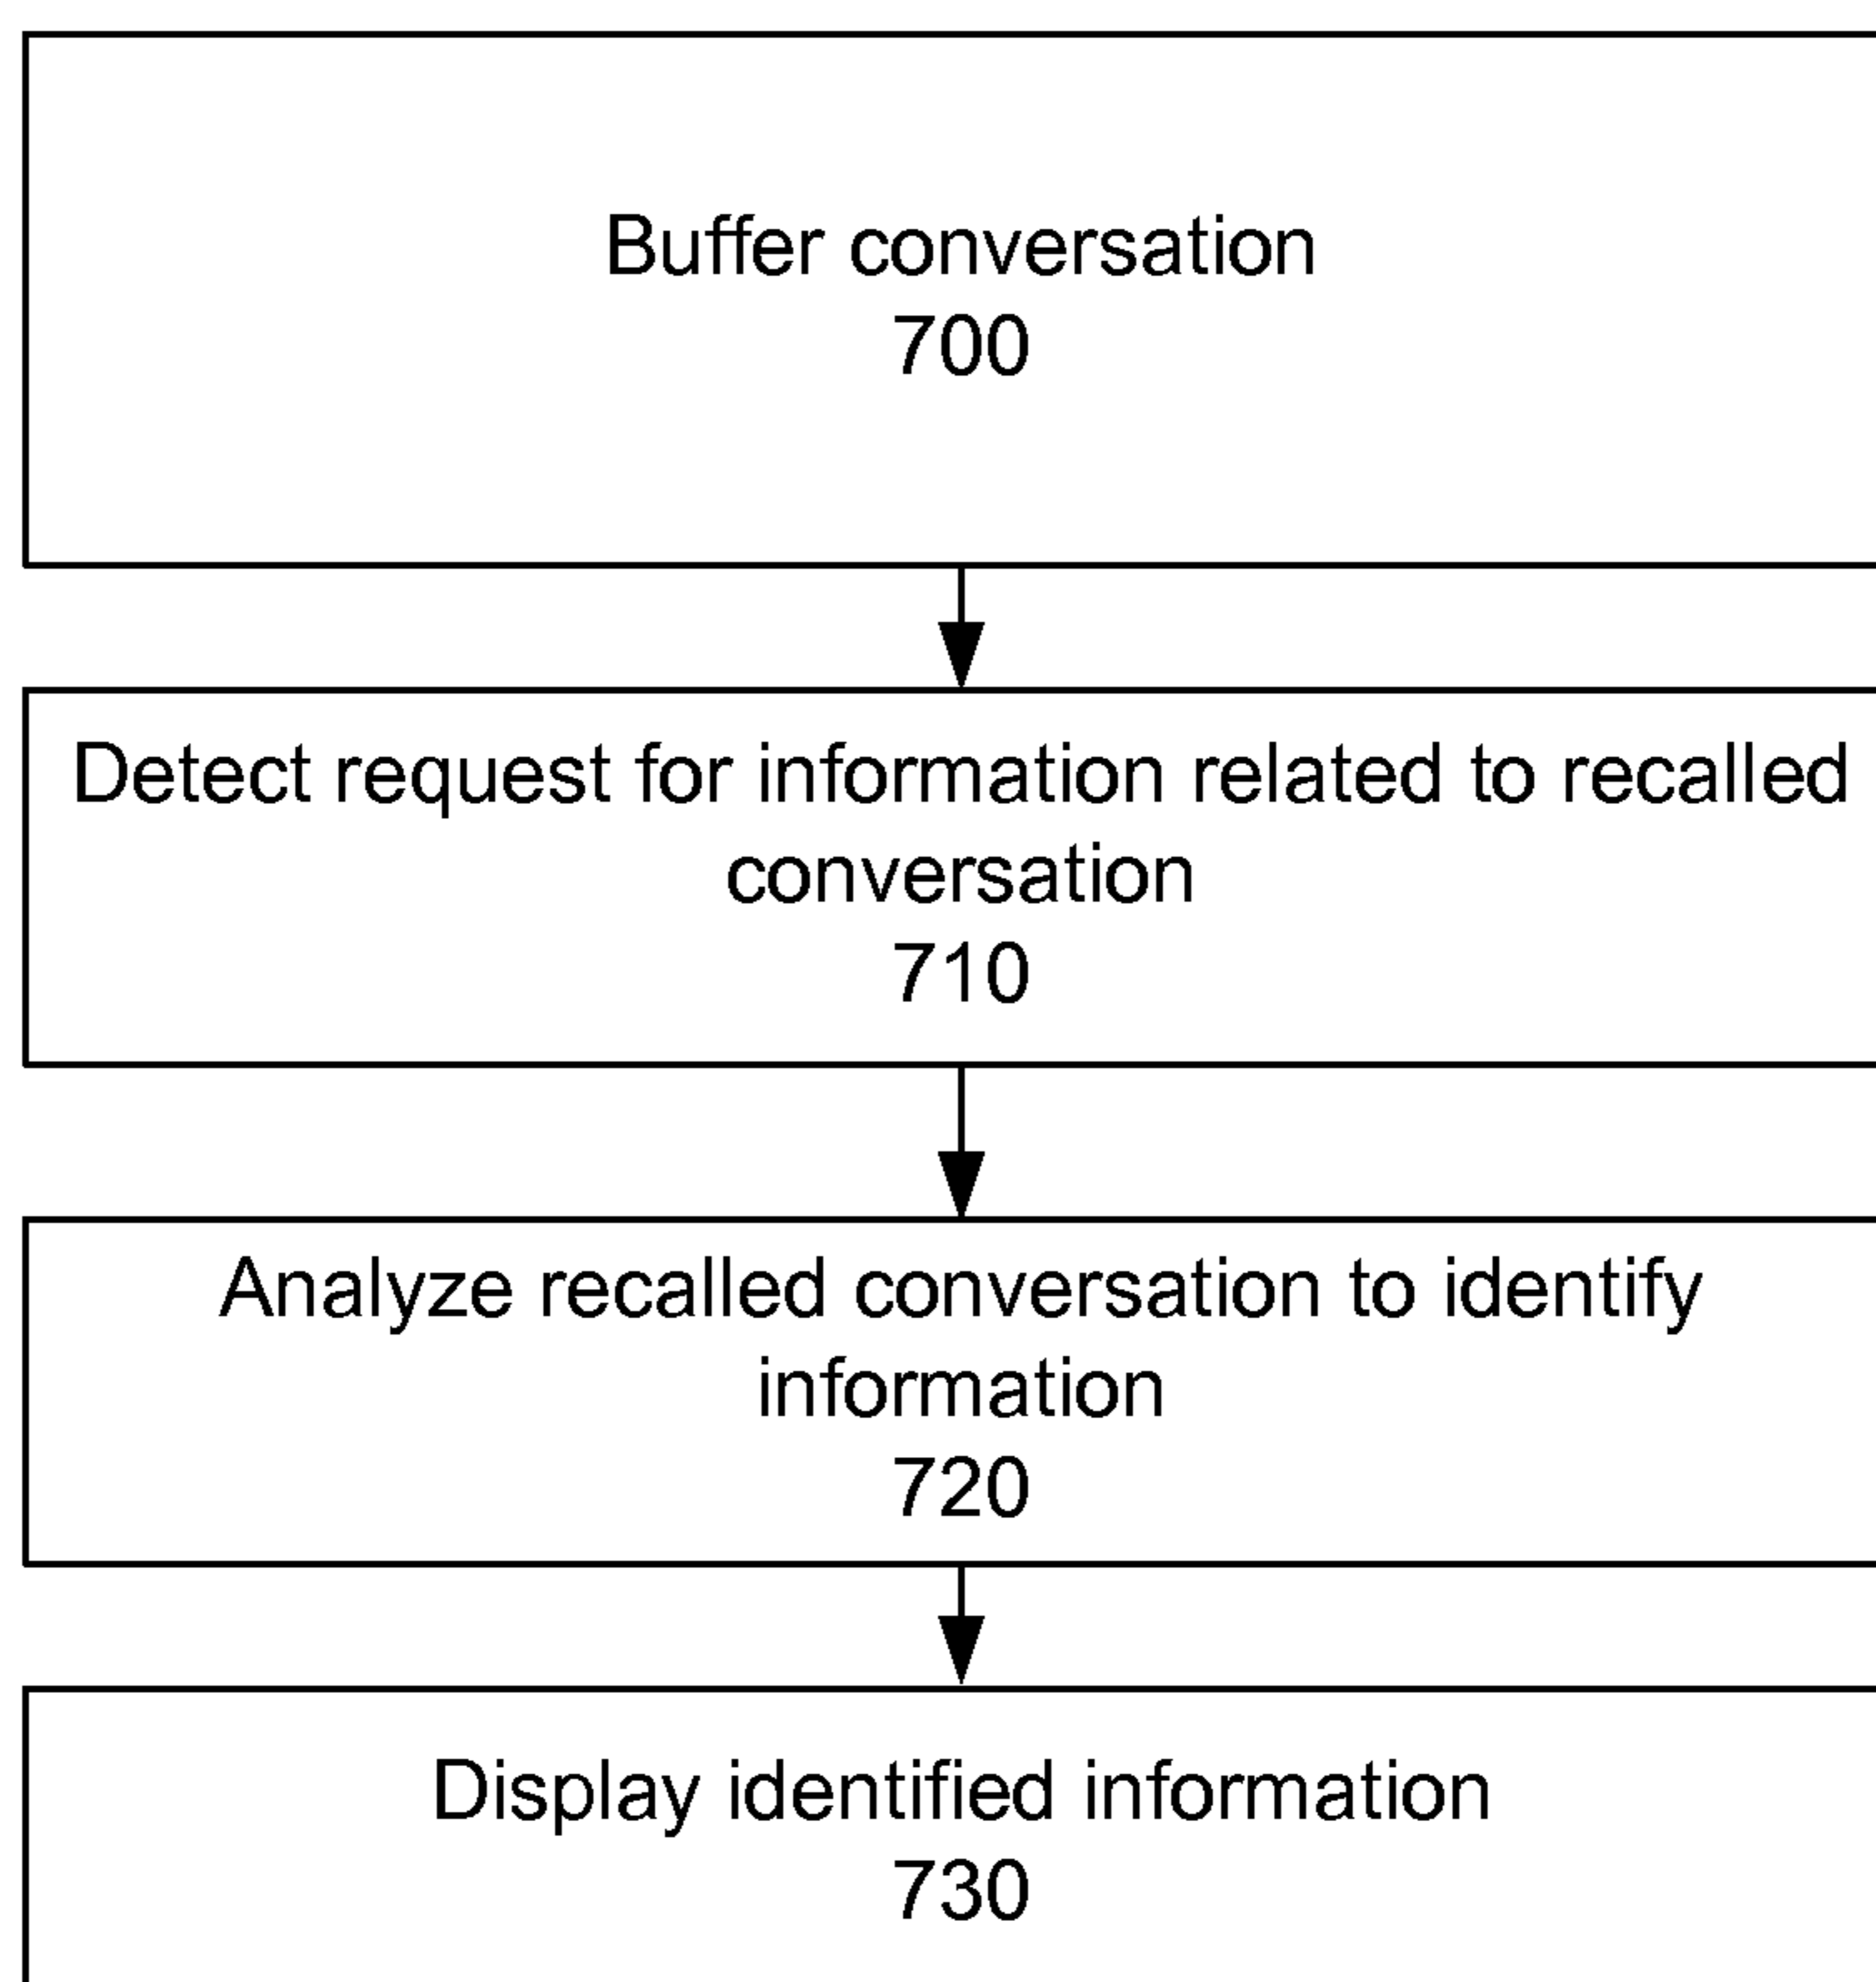 Buffer conversation
700
Detect request for information related to recalled
conversation
710
Analyze recalled conversation to identify
information
720
Display identified information
730